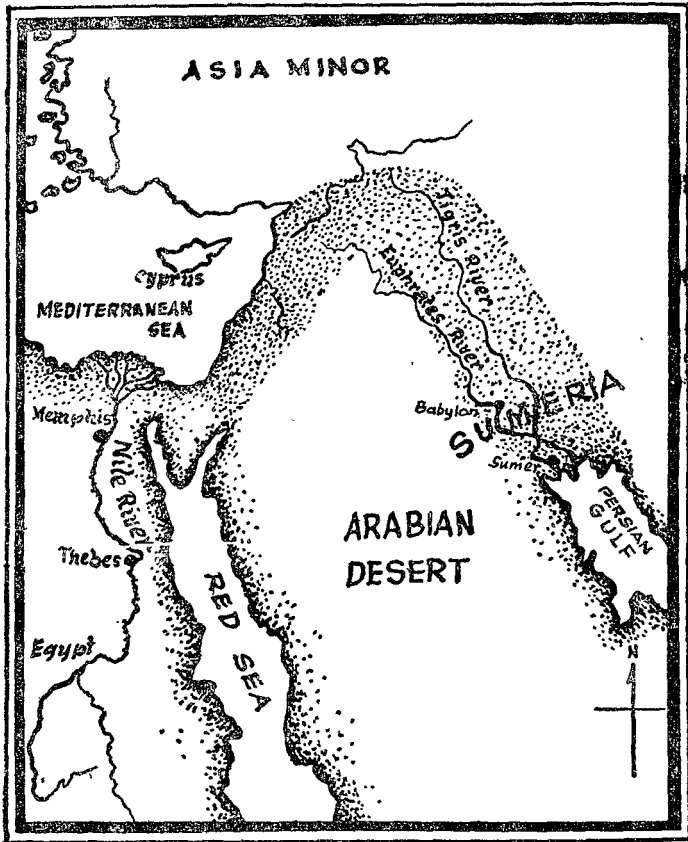 ASIA MINOR
Tigris River
Euphrates River
Cyprus
MEDITERRANEAN
SEA
SUMERIA
Babylon
Memphis
Sumer
Nile River
PERSIAN
GULF
ARABIAN
DESERT
Thebes
RED SEA
Egypt
N